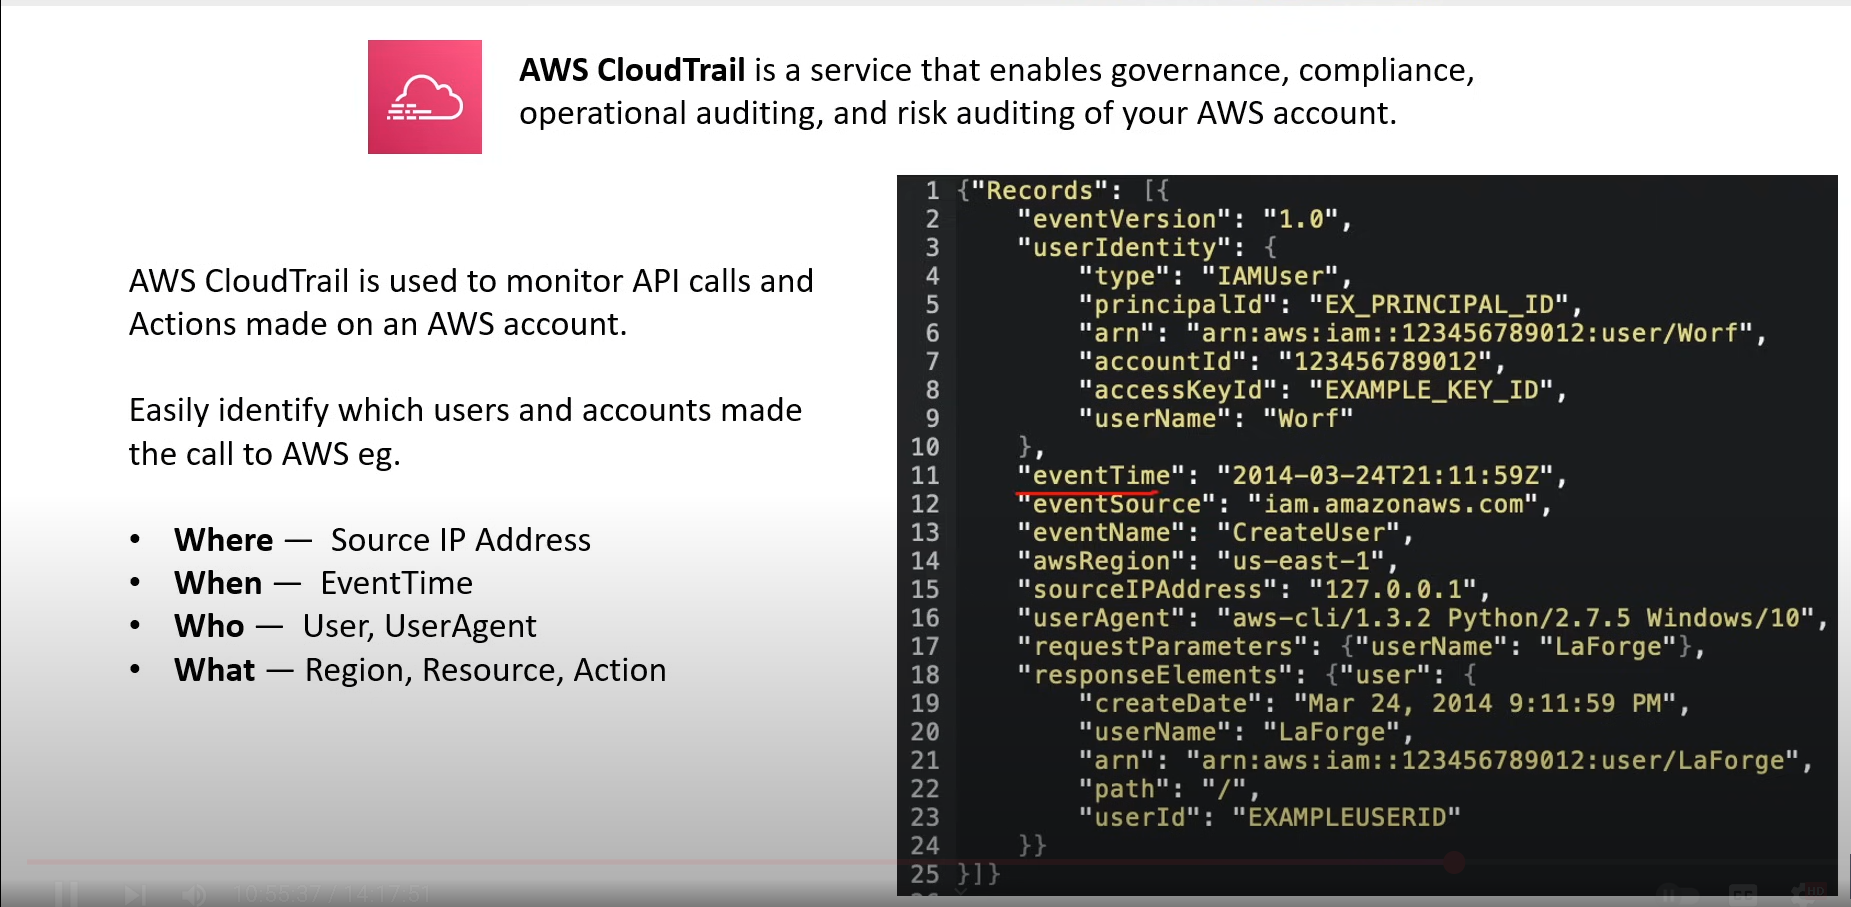 AWS CloudTrail is a service that enables governance, compliance,
operational auditing, and risk auditing of your AWS account.
AWS CloudTrail is used to monitor API calls and
Actions made on an AWS account.
Easily identify which users and accounts made
the call to AWS eg.
• Where — Source IP Address
• When — EventTime
• Who — User, UserAgent
• What — Region, Resource, Action
1 {"Records": [{
2 "eventVersion": "1.0",
3 "userIdentity": {
4 "type": "IAMUser",
5 "principalId": "EX_PRINCIPAL_ID",
6 "arn": "arn:aws:iam::123456789012:user/Worf",
7 "accountId": "123456789012",
8 "accessKeyId": "EXAMPLE_KEY_ID",
9 "userName": "Worf"
10 },
11 "eventTime": "2014-03-24T21:11:59Z",
12 "eventSource": "iam.amazonaws.com",
13 "eventName": "CreateUser",
14 "awsRegion": "us-east-1",
15 "sourceIPAddress": "127.0.0.1",
16 "userAgent": "aws-cli/1.3.2 Python/2.7.5 Windows/10",
17 "requestParameters": {"userName": "LaForge"},
18 "responseElements": {"user": {
19 "createDate": "Mar 24, 2014 9:11:59 PM",
20 "userName": "LaForge",
21 "arn": "arn:aws:iam::123456789012:user/LaForge",
22 "path": "/",
23 "userId": "EXAMPLEUSERID"
24 }}
25 }]}
10:55:37 / 14:17:51
CC
HD